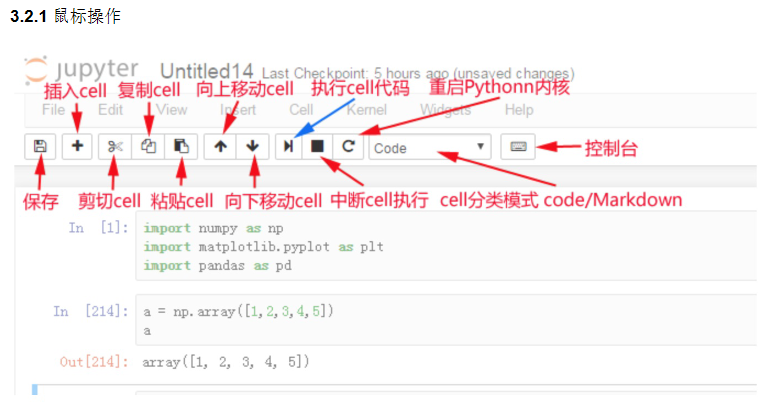 3.2.1 鼠标操作
jupyter Untitled14 Last Checkpoint: 5 hours ago (unsaved changes)
插入cell 复制cell 向上移动cell 执行cell代码 重启Pythonn内核
File Edit View Insert Cell Kernel Widgets Help
Code
控制台
保存 剪切cell 粘贴cell 向下移动cell 中断cell执行 cell分类模式 code/Markdown
In [1]: import numpy as np
import matplotlib.pyplot as plt
import pandas as pd
In [214]: a = np.array([1,2,3,4,5])
a
Out[214]: array([1, 2, 3, 4, 5])